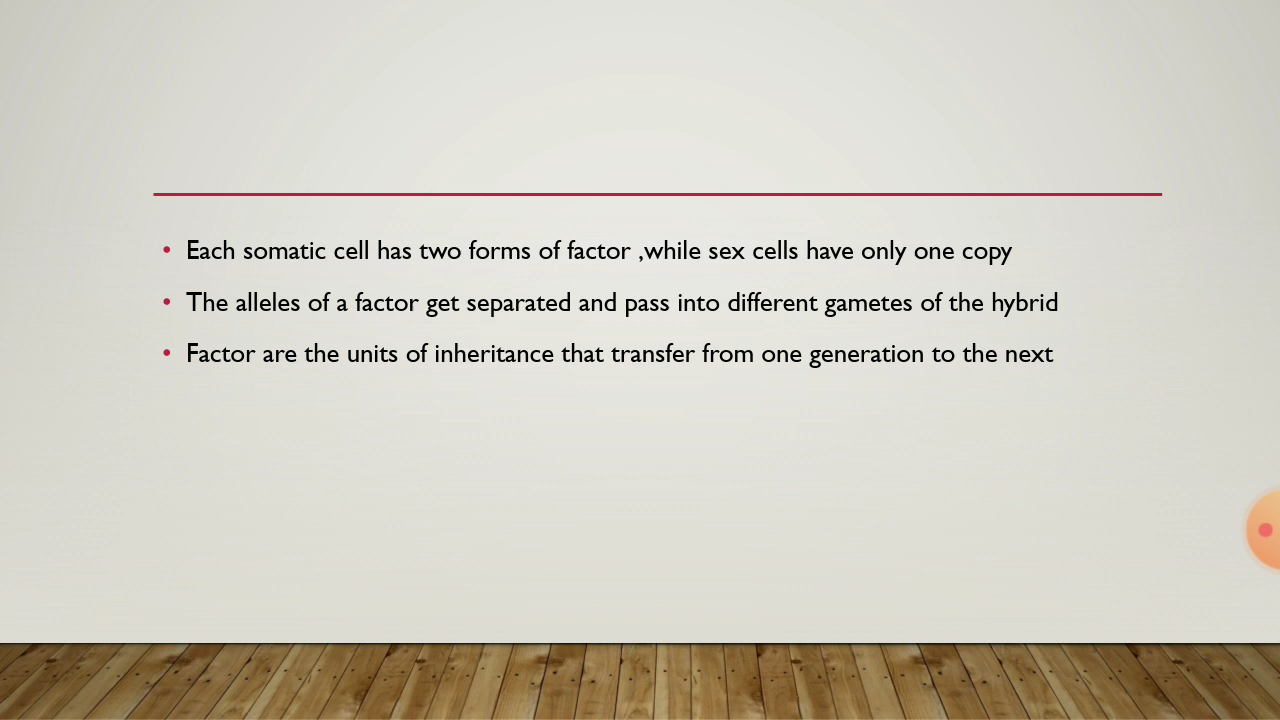 • Each somatic cell has two forms of factor ,while sex cells have only one copy
• The alleles of a factor get separated and pass into different gametes of the hybrid
• Factor are the units of inheritance that transfer from one generation to the next